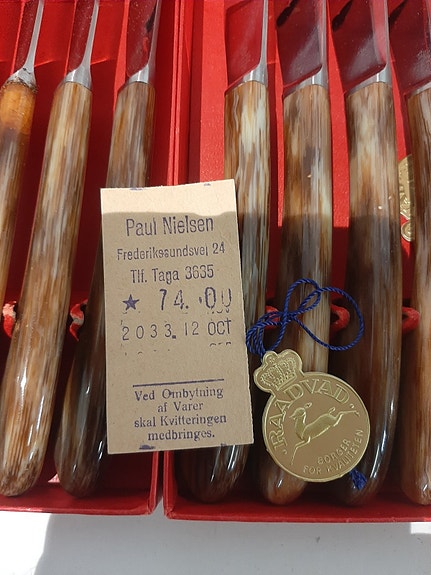 Paul Nielsen
Frederikssundsvej 24
Tlf. Taga 3635
★ 74.00
2033.12 OCT
Ved Ombytning
af Varer
skal Kvitteringen
medbringes.
RAADVAD
BORGER
FOR KVALITETEN